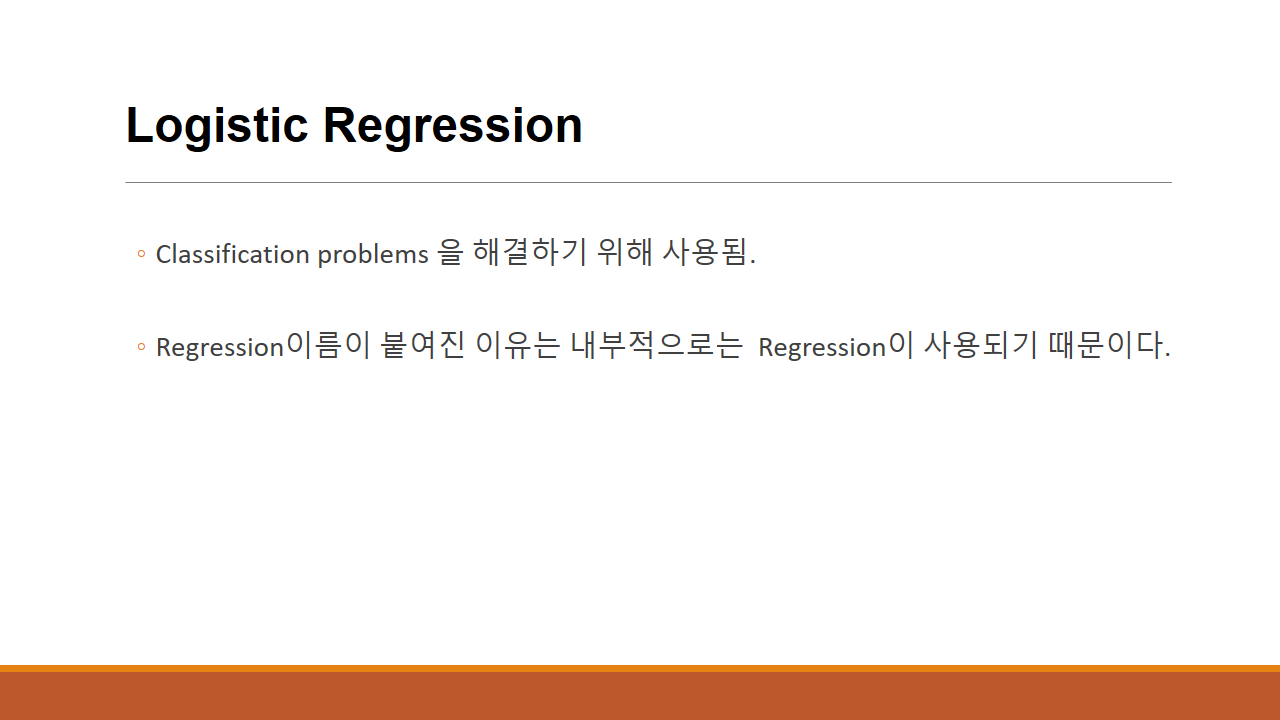 Logistic Regression
◦ Classification problems 을 해결하기 위해 사용됨.
◦ Regression이름이 붙여진 이유는 내부적으로는 Regression이 사용되기 때문이다.